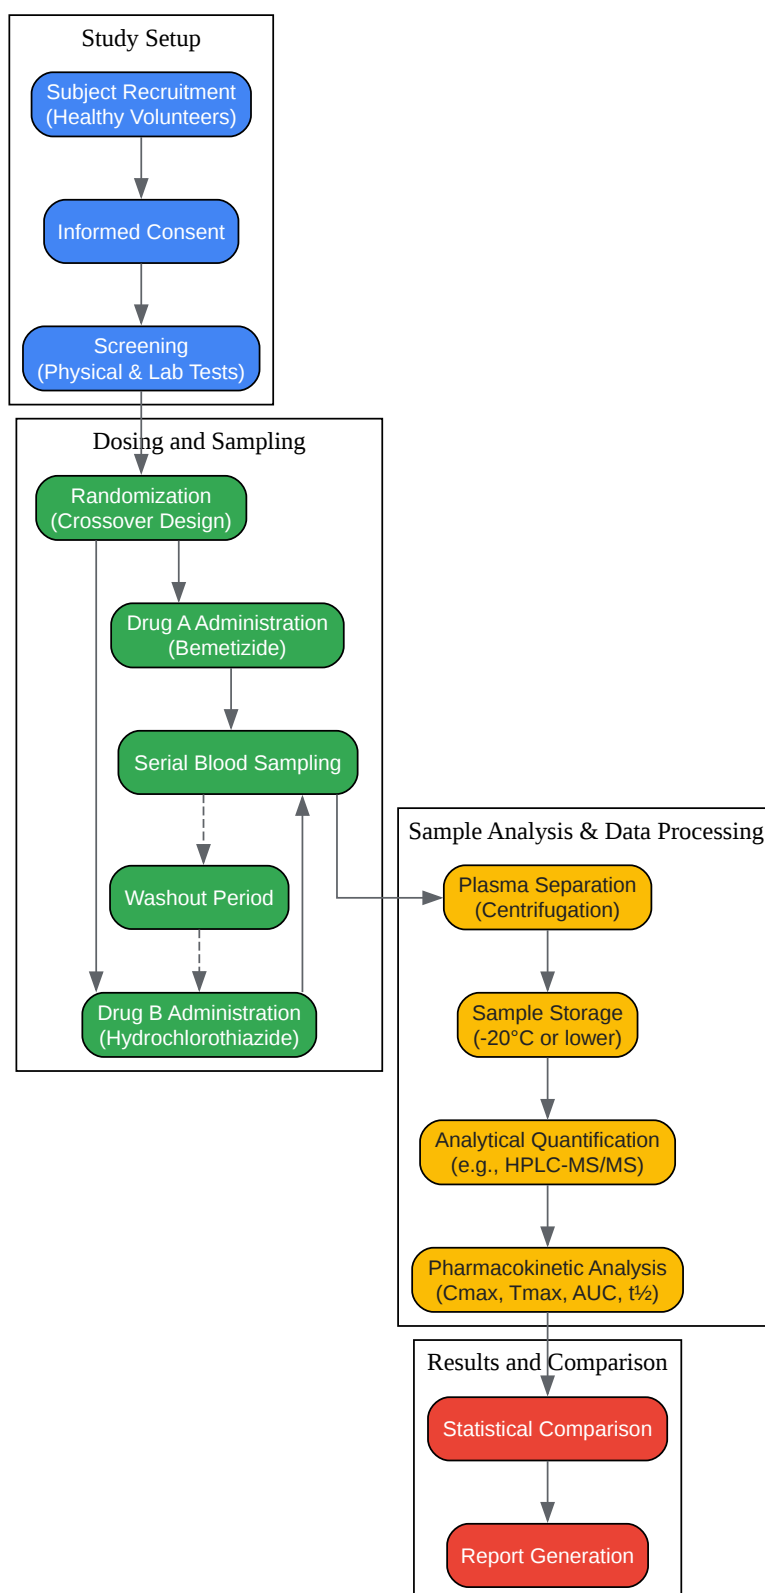 Study Setup
Subject Recruitment
(Healthy Volunteers)
Informed Consent
Screening
(Physical & Lab Tests)
Dosing and Sampling
Randomization
(Crossover Design)
Drug A Administration
(Bemetizide)
Serial Blood Sampling
Washout Period
Drug B Administration
(Hydrochlorothiazide)
Sample Analysis & Data Processing
Plasma Separation
(Centrifugation)
Sample Storage
(-20°C or lower)
Analytical Quantification
(e.g., HPLC-MS/MS)
Pharmacokinetic Analysis
(Cmax, Tmax, AUC, t½)
Results and Comparison
Statistical Comparison
Report Generation